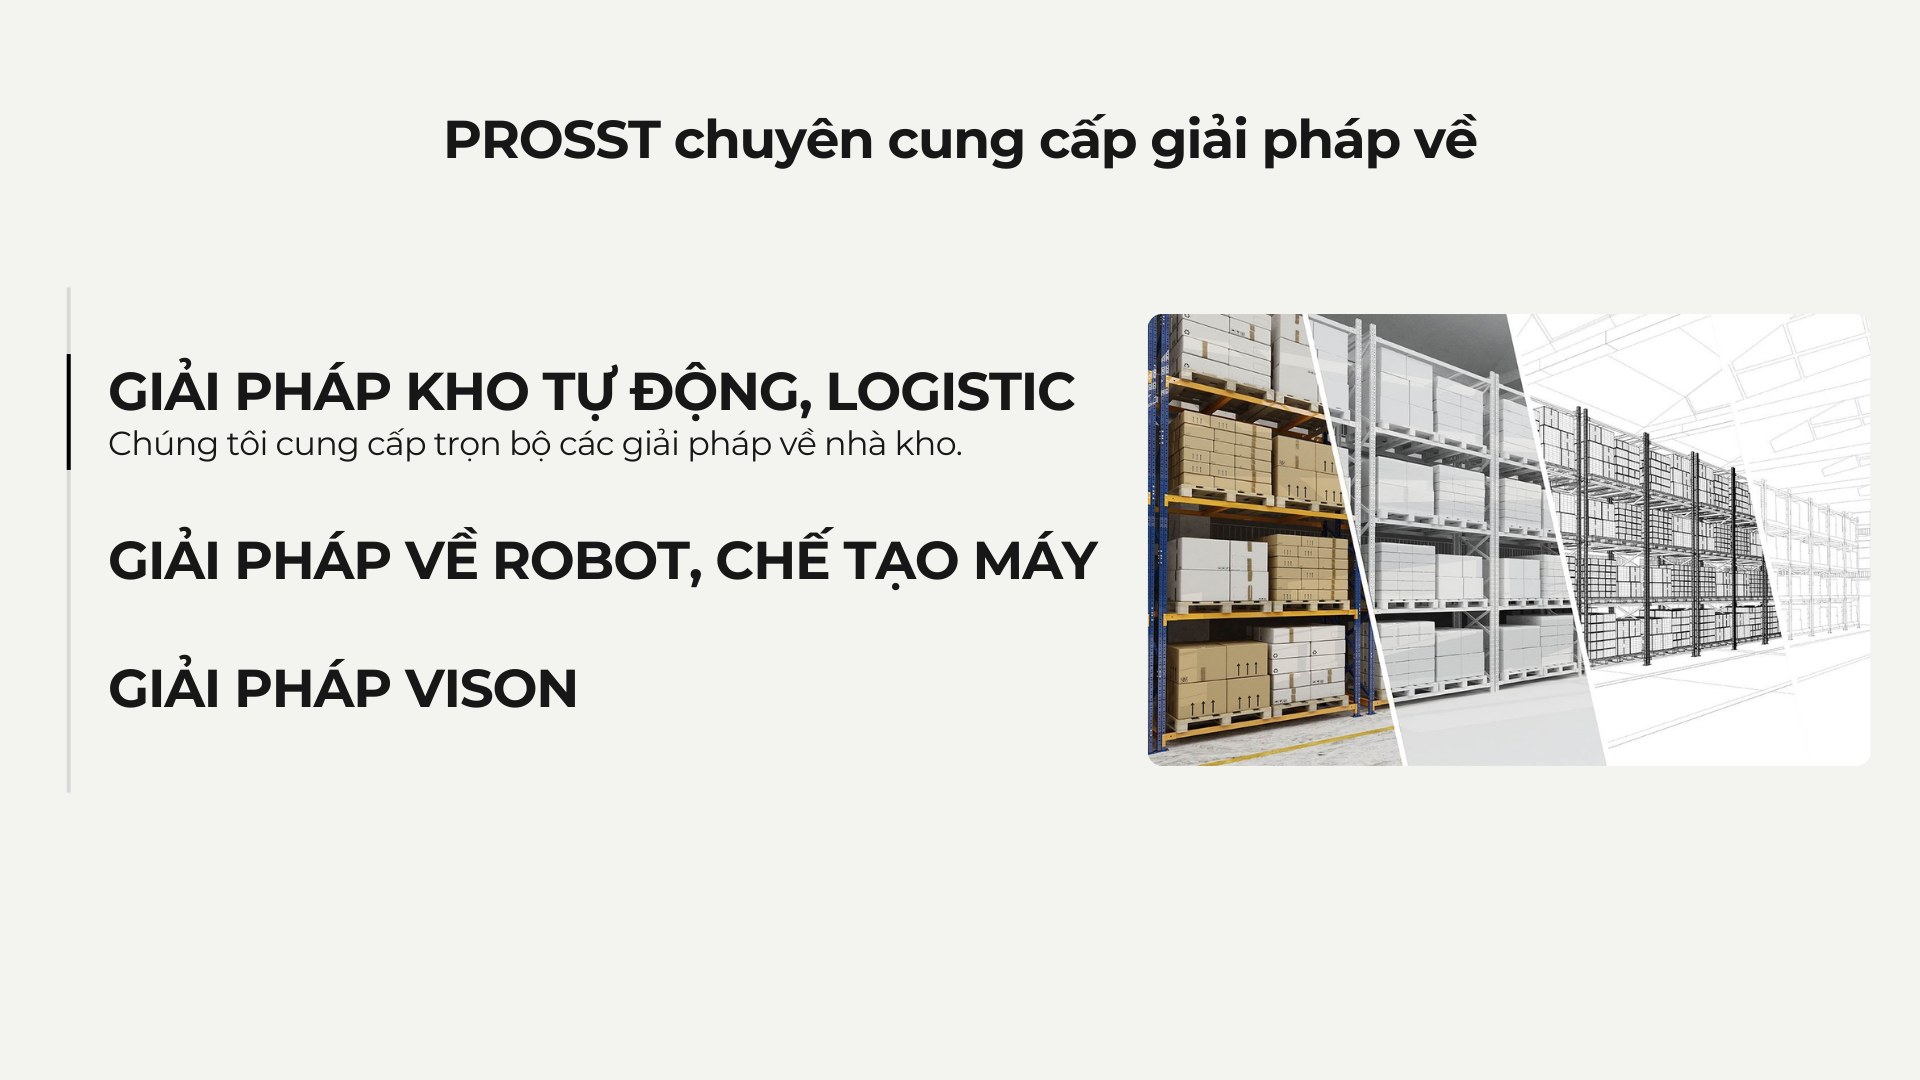 PROSST chuyên cung cấp giải pháp về
GIẢI PHÁP KHO TỰ ĐỘNG, LOGISTIC
Chúng tôi cung cấp trọn bộ các giải pháp về nhà kho.
GIẢI PHÁP VỀ ROBOT, CHẾ TẠO MÁY
GIẢI PHÁP VISON